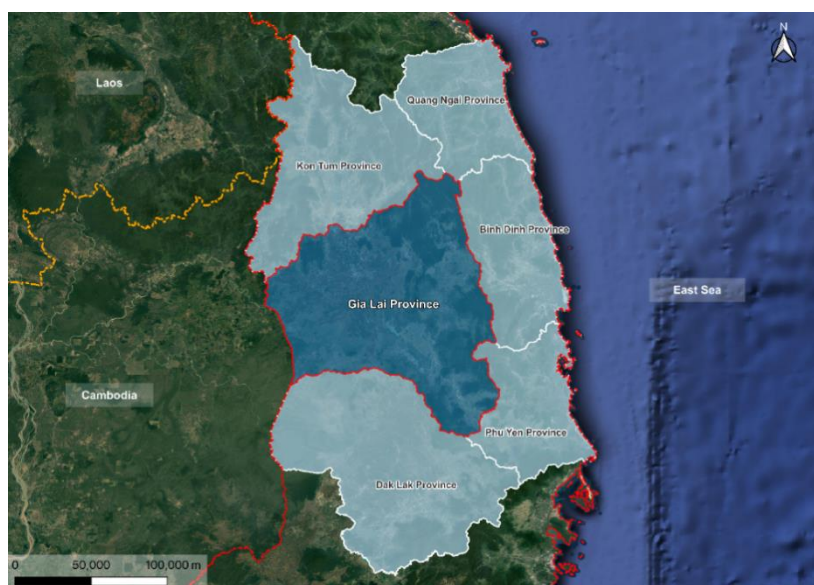 N
Laos
Quang Ngai Province
Kon Tum Province
Binh Dinh Province
Gia Lai Province
East Sea
Cambodia
Phu Yen Province
Dak Lak Province
0 50,000 100,000 m